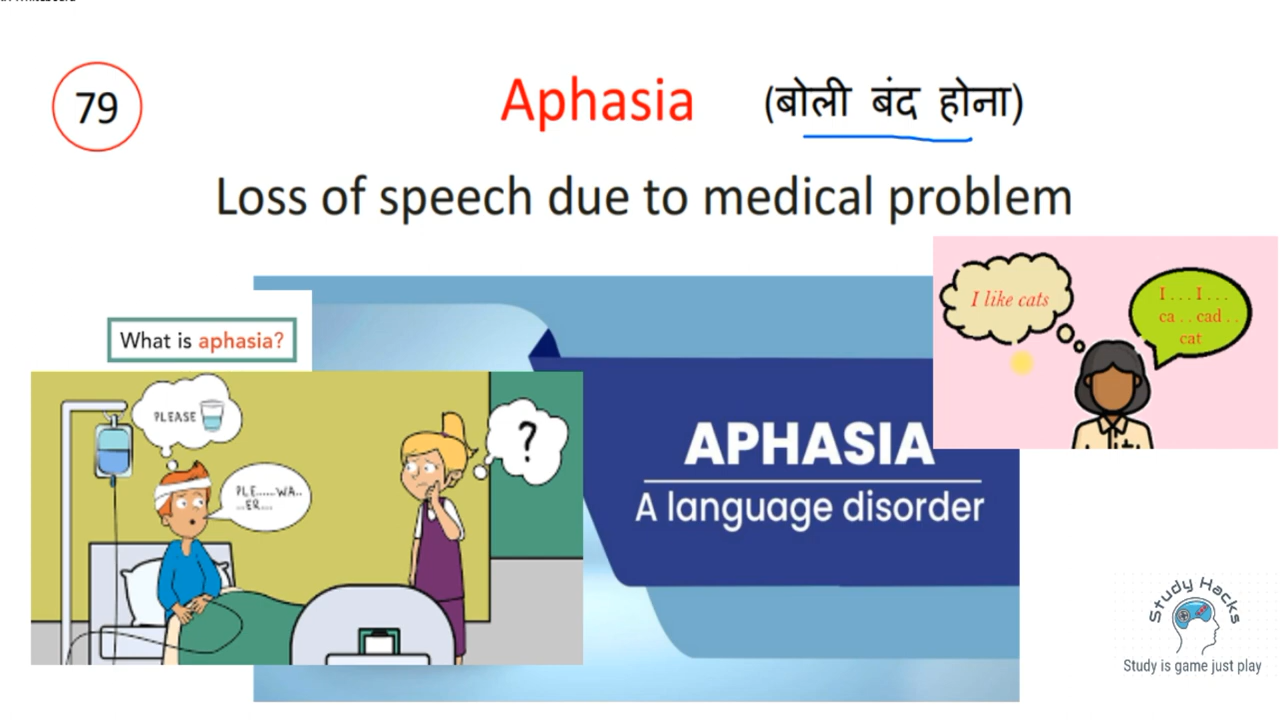 79
Aphasia (बोली बंद होना)
Loss of speech due to medical problem
What is aphasia?
PLEASE
PLE......WA..
...ER....
?
APHASIA
A language disorder
I like cats
I . . . I . . .
ca . . cad . .
cat
Study Hacks
Study is game just play